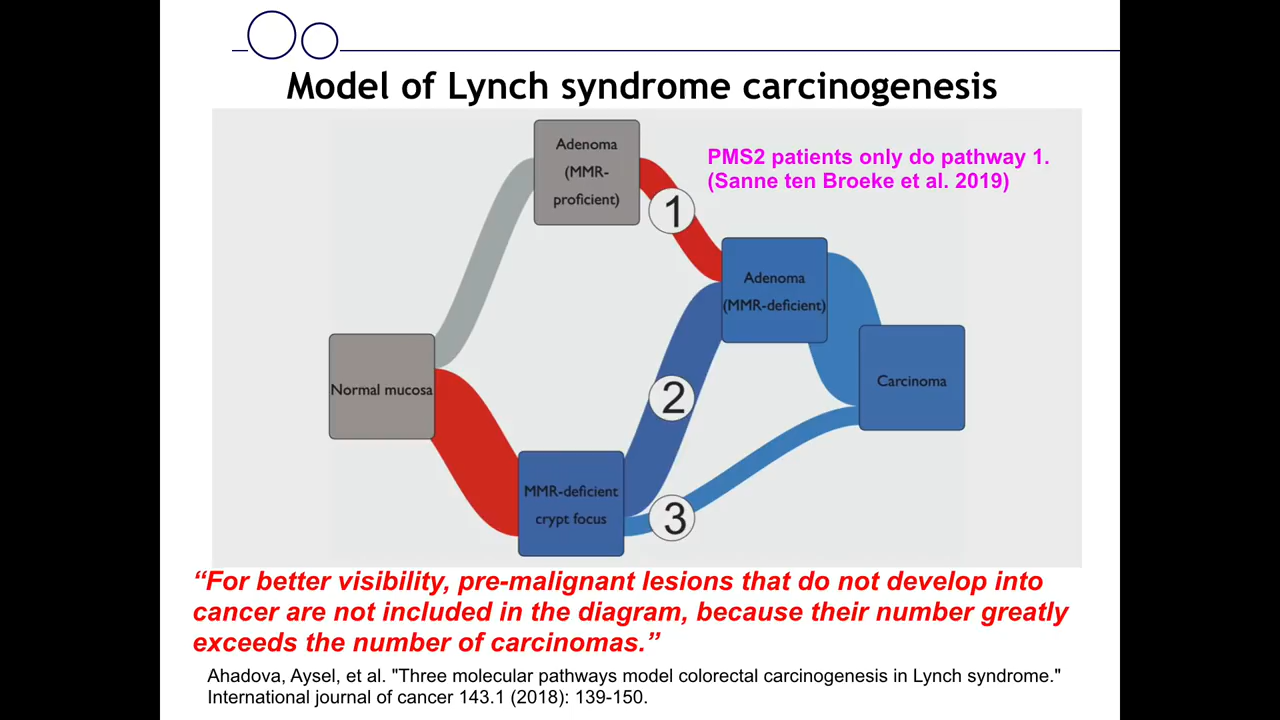 Model of Lynch syndrome carcinogenesis
Adenoma
(MMR-
proficient)
PMS2 patients only do pathway 1.
(Sanne ten Broeke et al. 2019)
1
Adenoma
(MMR-deficient)
Normal mucosa
Carcinoma
2
MMR-deficient
crypt focus
3
“For better visibility, pre-malignant lesions that do not develop into
cancer are not included in the diagram, because their number greatly
exceeds the number of carcinomas.”
Ahadova, Aysel, et al. "Three molecular pathways model colorectal carcinogenesis in Lynch syndrome."
International journal of cancer 143.1 (2018): 139-150.